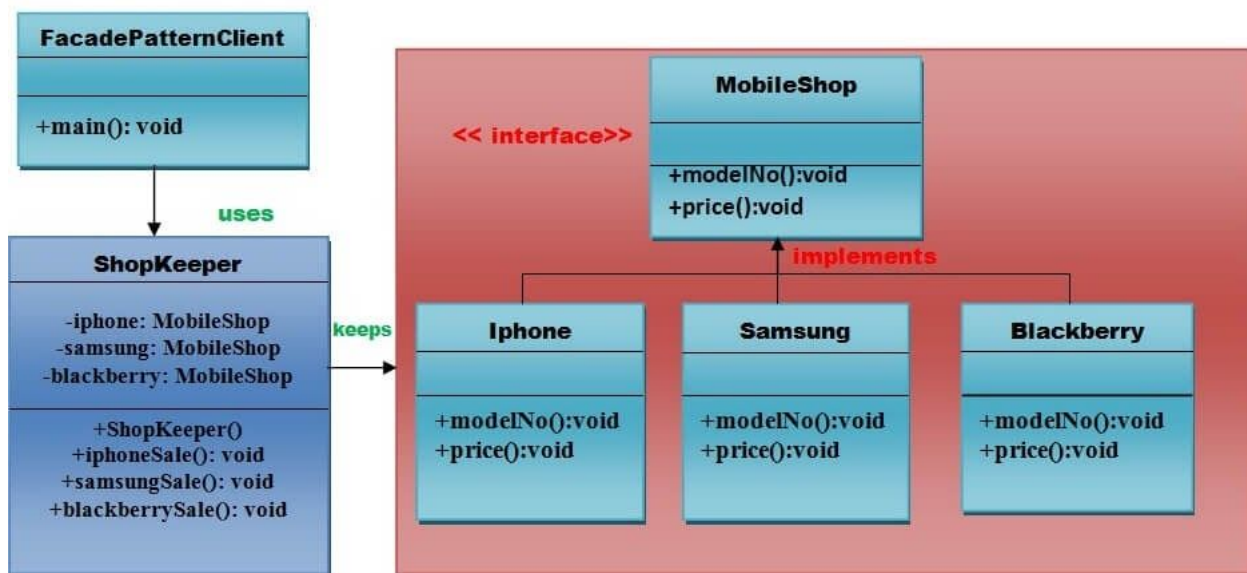 FacadePatternClient
+main(): void
uses
ShopKeeper
-iphone: MobileShop
-samsung: MobileShop
-blackberry: MobileShop
+ShopKeeper()
+iphoneSale(): void
+samsungSale(): void
+blackberrySale(): void
keeps
<< interface>>
MobileShop
+modelNo():void
+price():void
implements
Iphone
+modelNo():void
+price():void
Samsung
+modelNo():void
+price():void
Blackberry
+modelNo():void
+price():void